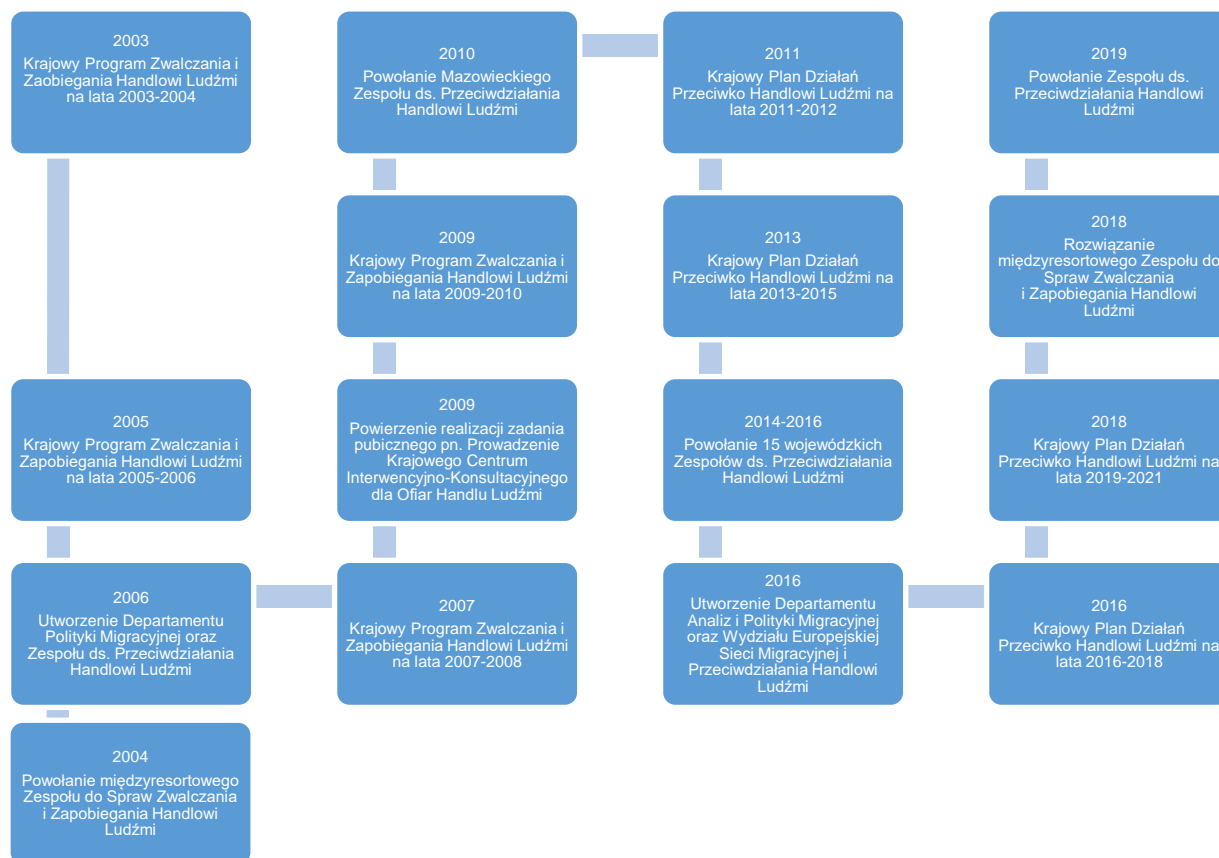 2003
Krajowy Program Zwalczania i
Zaobiegania Handlowi Ludźmi
na lata 2003-2004
2005
Krajowy Program Zwalczania i
Zapobiegania Handlowi Ludźmi
na lata 2005-2006
2006
Utworzenie Departamentu
Polityki Migracyjnej oraz
Zespołu ds. Przeciwdziałania
Handlowi Ludźmi
2004
Powołanie międzyresortowego
Zespołu do Spraw Zwalczania
i Zapobiegania Handlowi
Ludźmi
2010
Powołanie Mazowieckiego
Zespołu ds. Przeciwdziałania
Handlowi Ludźmi
2009
Krajowy Program Zwalczania i
Zapobiegania Handlowi Ludźmi
na lata 2009-2010
2009
Powierzenie realizacji zadania
pubicznego pn. Prowadzenie
Krajowego Centrum
Interwencyjno-Konsultacyjnego
dla Ofiar Handlu Ludźmi
2007
Krajowy Program Zwalczania i
Zapobiegania Handlowi Ludźmi
na lata 2007-2008
2011
Krajowy Plan Działań
Przeciwko Handlowi Ludźmi na
lata 2011-2012
2013
Krajowy Plan Działań
Przeciwko Handlowi Ludźmi na
lata 2013-2015
2014-2016
Powołanie 15 wojewódzkich
Zespołów ds. Przeciwdziałania
Handlowi Ludźmi
2016
Utworzenie Departamentu
Analiz i Polityki Migracyjnej
oraz Wydziału Europejskiej
Sieci Migracyjnej i
Przeciwdziałania Handlowi
Ludźmi
2019
Powołanie Zespołu ds.
Przeciwdziałania Handlowi
Ludźmi
2018
Rozwiązanie
międzyresortowego Zespołu do
Spraw Zwalczania
i Zapobiegania Handlowi
Ludźmi
2018
Krajowy Plan Działań
Przeciwko Handlowi Ludźmi na
lata 2019-2021
2016
Krajowy Plan Działań
Przeciwko Handlowi Ludźmi na
lata 2016-2018